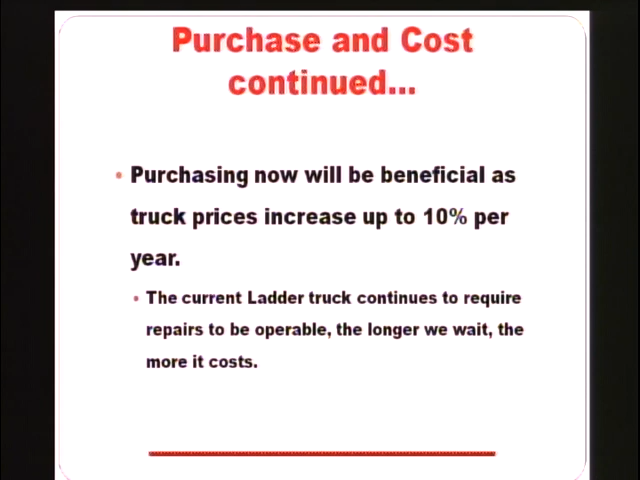 Purchase and Cost
continued...
• Purchasing now will be beneficial as
truck prices increase up to 10% per
year.
• The current Ladder truck continues to require
repairs to be operable, the longer we wait, the
more it costs.